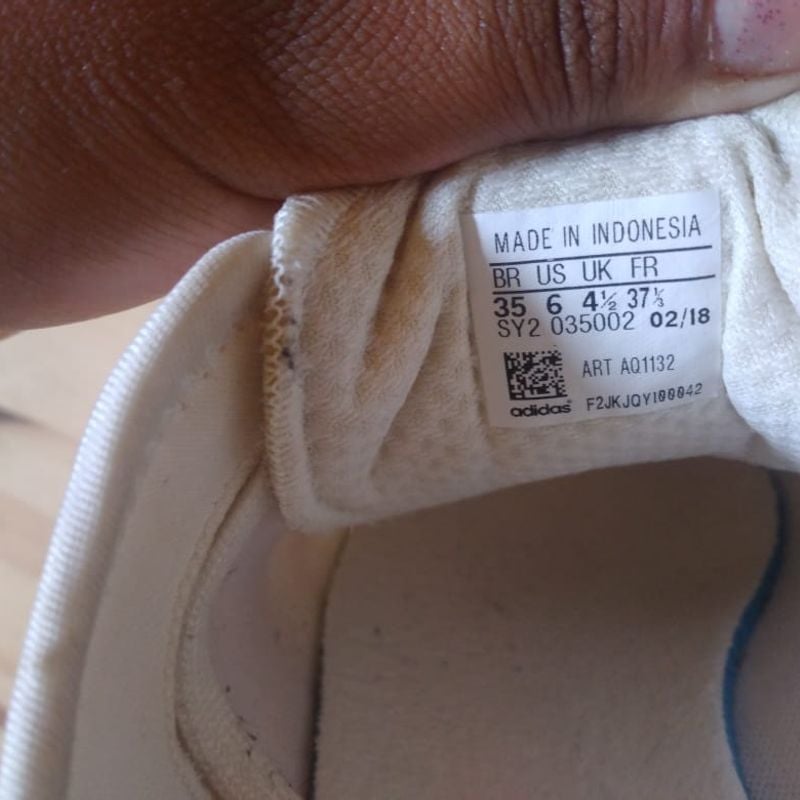 MADE IN INDONESIA
BR US UK FR
35 6 4½ 37⅓
SY2 035002 02/18
ART AQ1132
adidas F2JKJQY100042